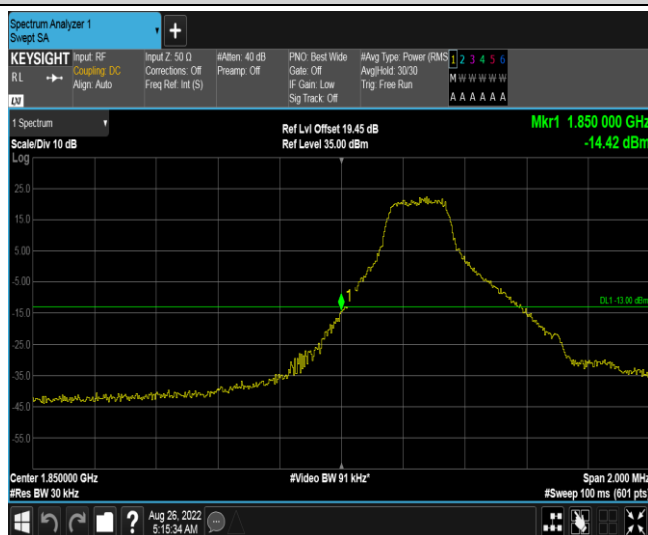 Spectrum Analyzer 1
Swept SA
+
KEYSIGHT
RL
Input: RF
Coupling: DC
Align: Auto
Input Z: 50 Ω
Corrections: Off
Freq Ref: Int (S)
#Atten: 40 dB
Preamp: Off
PNO: Best Wide
Gate: Off
IF Gain: Low
Sig Track: Off
#Avg Type: Power (RMS
Avg|Hold: 30/30
Trig: Free Run
1 2 3 4 5 6
M W W W W W
A A A A A A
LXI
1 Spectrum
Scale/Div 10 dB
Ref Lvl Offset 19.45 dB
Ref Level 35.00 dBm
Mkr1 1.850 000 GHz
-14.42 dBm
Log
25.0
15.0
5.00
-5.00
-15.0
-25.0
-35.0
-45.0
-55.0
1
DL1 -13.00 dBm
Center 1.850000 GHz
#Res BW 30 kHz
#Video BW 91 kHz*
Span 2.000 MHz
#Sweep 100 ms (601 pts)
?
Aug 26, 2022
5:15:34 AM